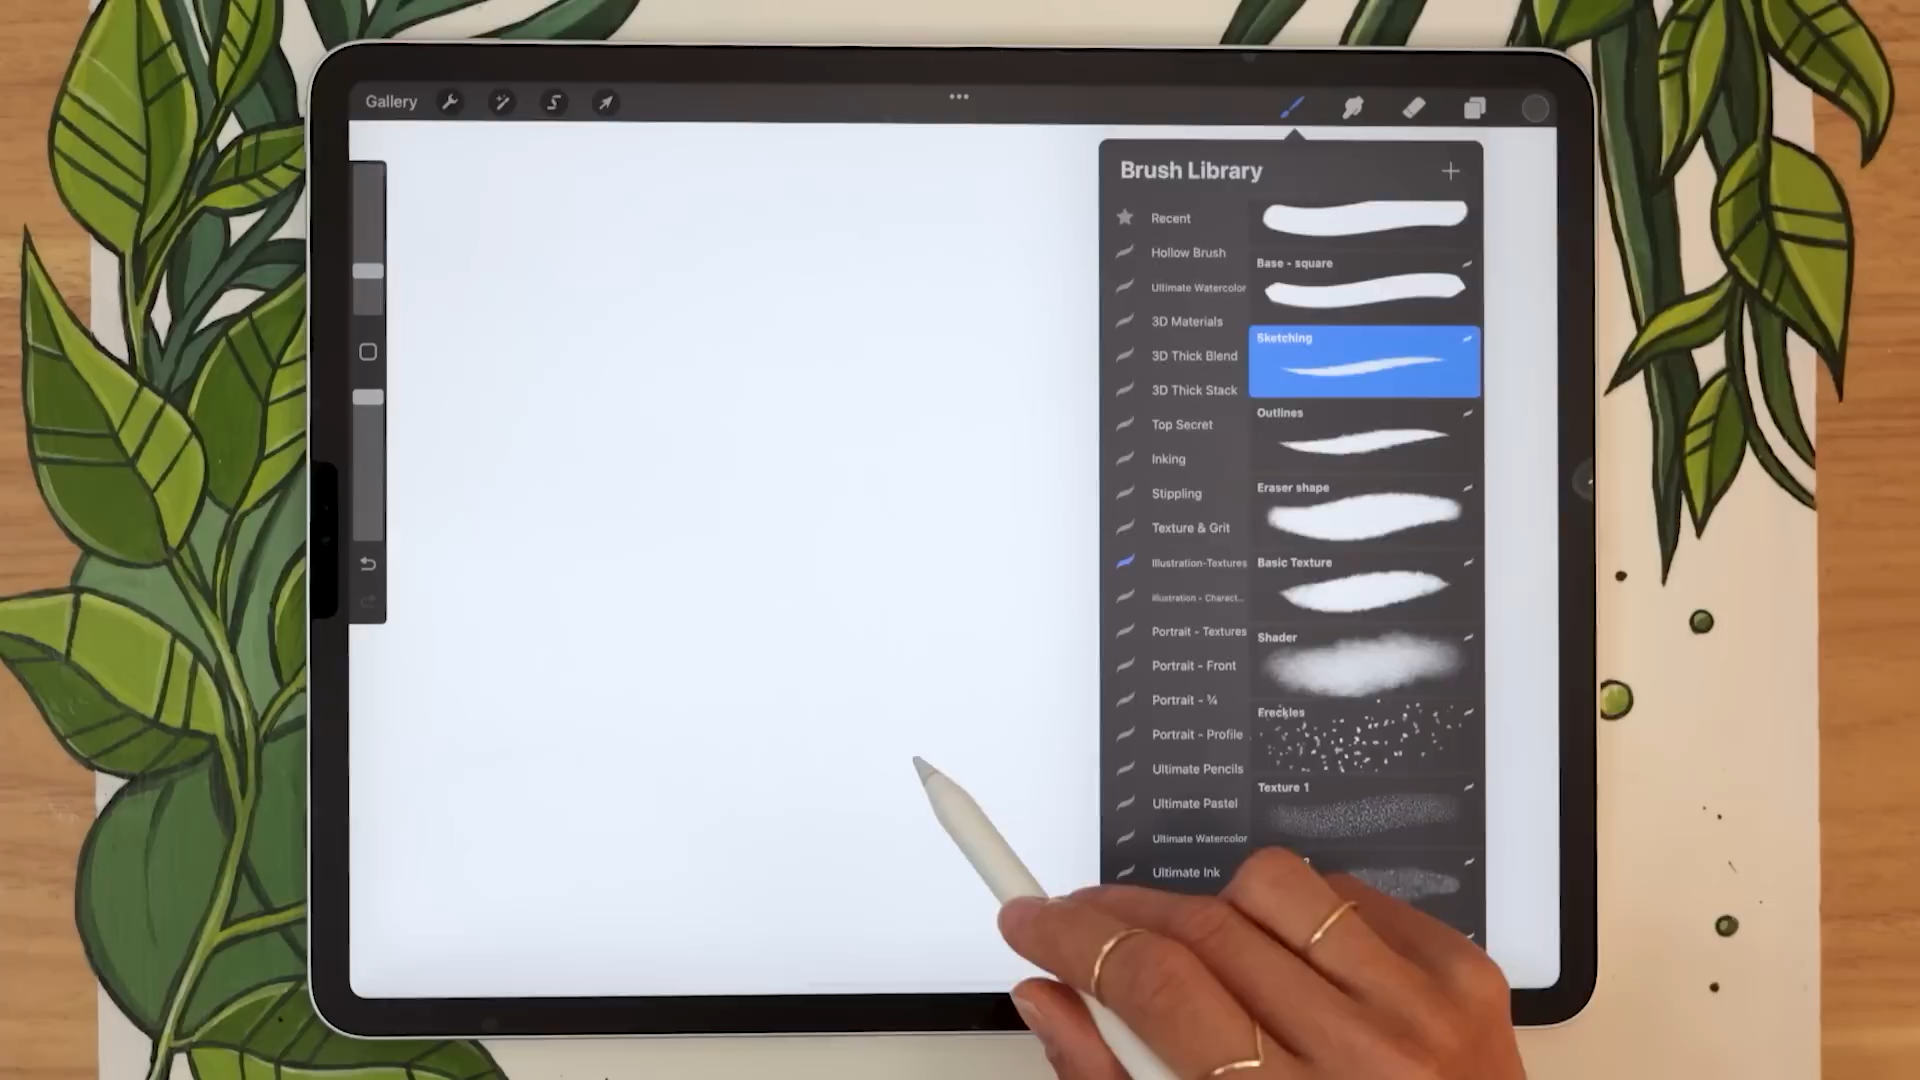 Gallery
Brush Library
Recent
Hollow Brush
Ultimate Watercolor
3D Materials
3D Thick Blend
3D Thick Stack
Top Secret
Inking
Stippling
Texture & Grit
Illustration-Textures
Illustration - Charact...
Portrait - Textures
Portrait - Front
Portrait - ¾
Portrait - Profile
Ultimate Pencils
Ultimate Pastel
Ultimate Watercolor
Ultimate Ink
Base - square
Sketching
Outlines
Eraser shape
Basic Texture
Shader
Freckles
Texture 1